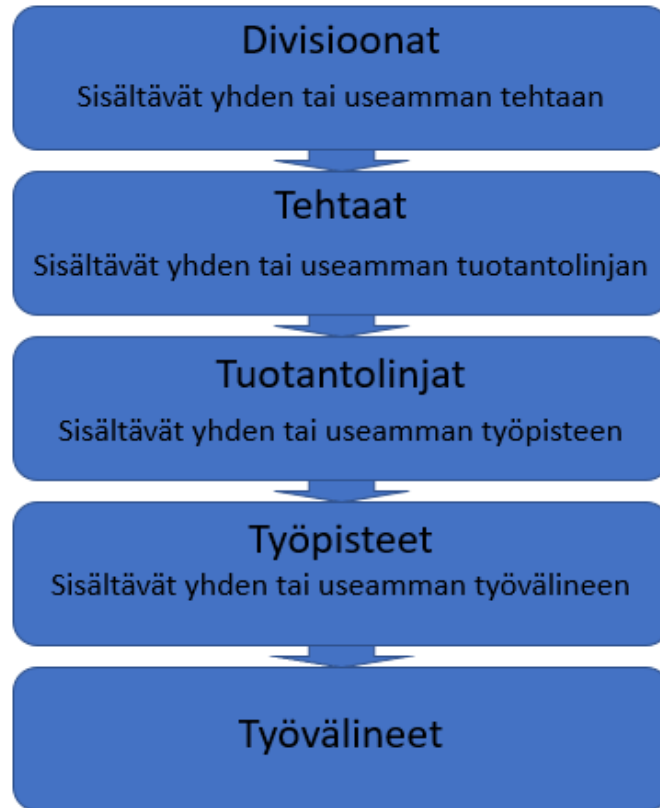 Divisioonat
Sisältävät yhden tai useamman tehtaan
Tehtaat
Sisältävät yhden tai useamman tuotantolinjan
Tuotantolinjat
Sisältävät yhden tai useamman työpisteen
Työpisteet
Sisältävät yhden tai useamman työvälineen
Työvälineet